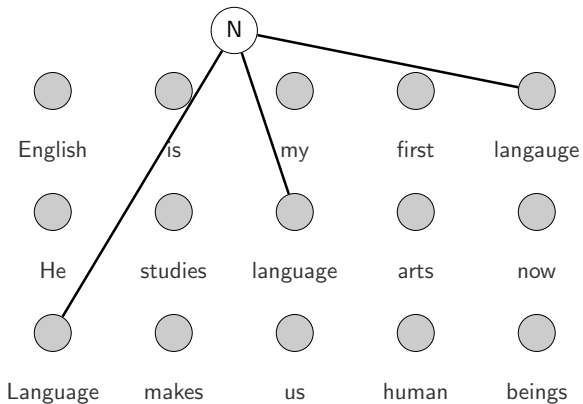 N
English is my first langauge
He studies language arts now
Language makes us human beings